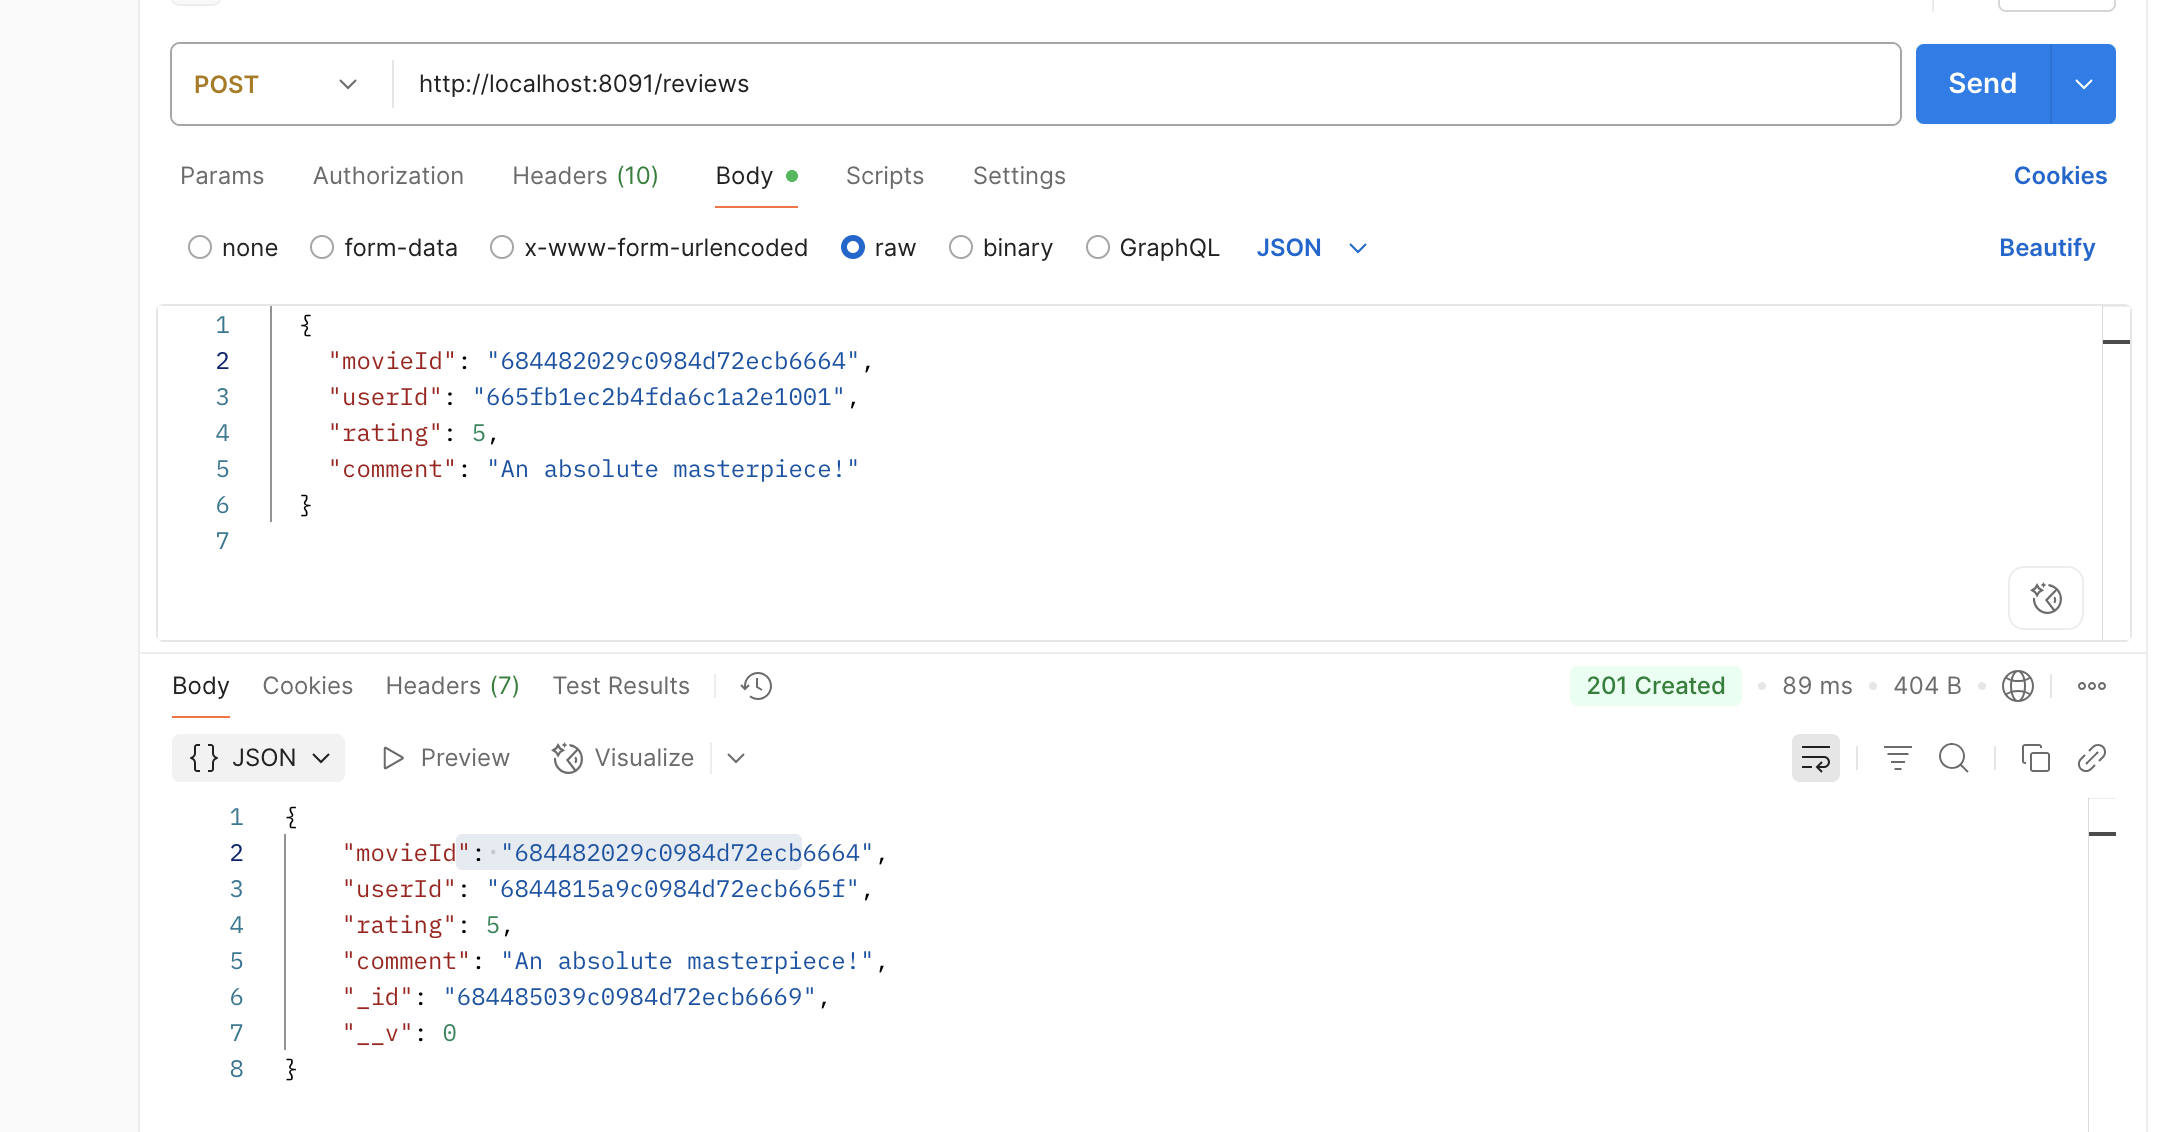 POST http://localhost:8091/reviews Send
Params Authorization Headers (10) Body Scripts Settings Cookies
none form-data x-www-form-urlencoded raw binary GraphQL JSON Beautify
1 {
2 "movieId": "684482029c0984d72ecb6664",
3 "userId": "665fb1ec2b4fda6c1a2e1001",
4 "rating": 5,
5 "comment": "An absolute masterpiece!"
6 }
7
Body Cookies Headers (7) Test Results 201 Created • 89 ms • 404 B •
{} JSON Preview Visualize
1 {
2 "movieId": "684482029c0984d72ecb6664",
3 "userId": "6844815a9c0984d72ecb665f",
4 "rating": 5,
5 "comment": "An absolute masterpiece!",
6 "_id": "684485039c0984d72ecb6669",
7 "__v": 0
8 }